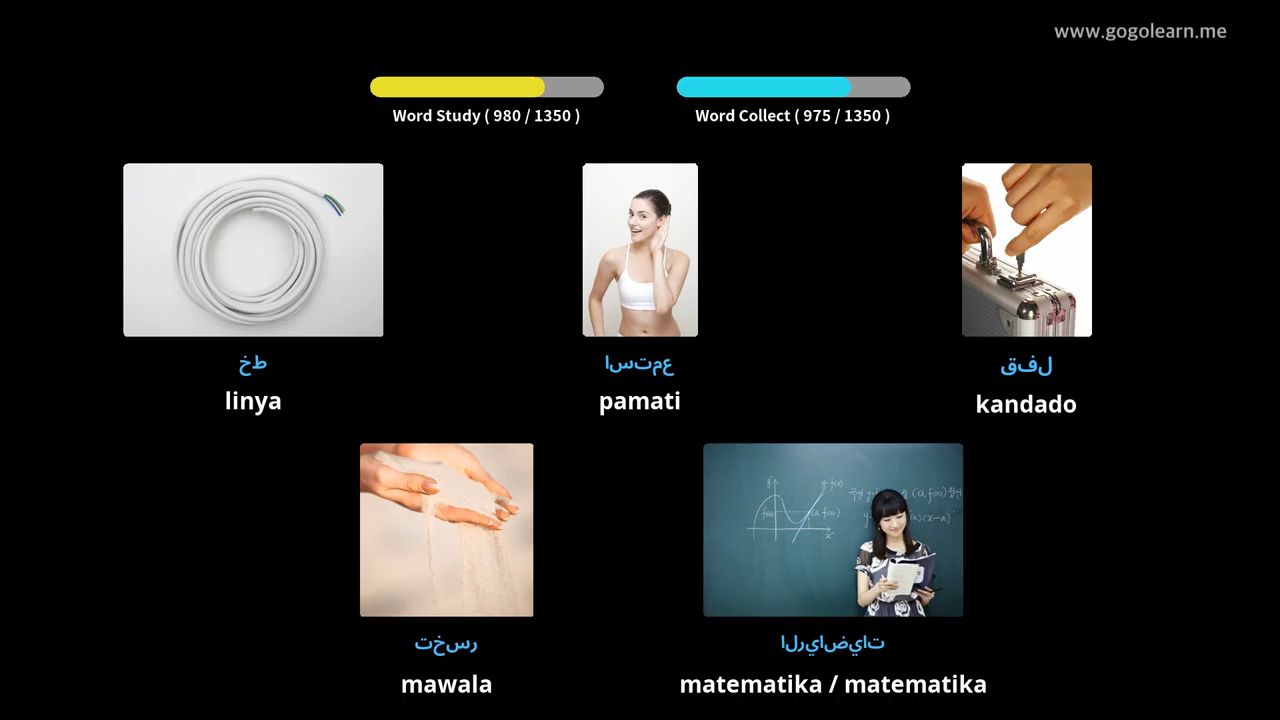 www.gogolearn.me
Word Study ( 980 / 1350 )
Word Collect ( 975 / 1350 )
خط
استمع
قفل
linya
pamati
kandado
تخسر
الرياضيات
mawala
matematika / matematika